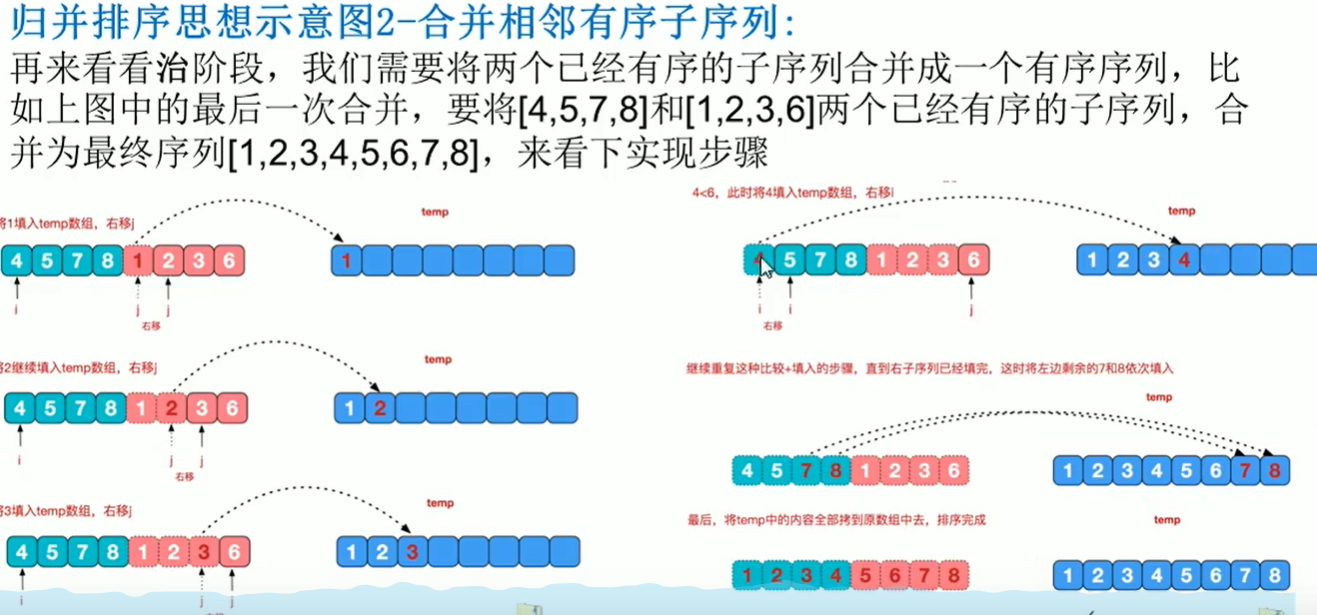 归并排序思想示意图2-合并相邻有序子序列:
再来看看治阶段，我们需要将两个已经有序的子序列合并成一个有序序列，比
如上图中的最后一次合并，要将[4,5,7,8]和[1,2,3,6]两个已经有序的子序列，合
并为最终序列[1,2,3,4,5,6,7,8]，来看下实现步骤
将1填入temp数组，右移j
temp
4 5 7 8 1 2 3 6
1
i j j
右移
将2继续填入temp数组，右移j
temp
4 5 7 8 1 2 3 6
1 2
i j j
右移
将3填入temp数组，右移j
temp
4 5 7 8 1 2 3 6
1 2 3
i j j
4<6，此时将4填入temp数组，右移i
temp
4 5 7 8 1 2 3 6
1 2 3 4
i i j
右移
继续重复这种比较+填入的步骤，直到右子序列已经填完，这时将左边剩余的7和8依次填入
temp
4 5 7 8 1 2 3 6
1 2 3 4 5 6 7 8
最后，将temp中的内容全部拷到原数组中去，排序完成
temp
1 2 3 4 5 6 7 8
1 2 3 4 5 6 7 8